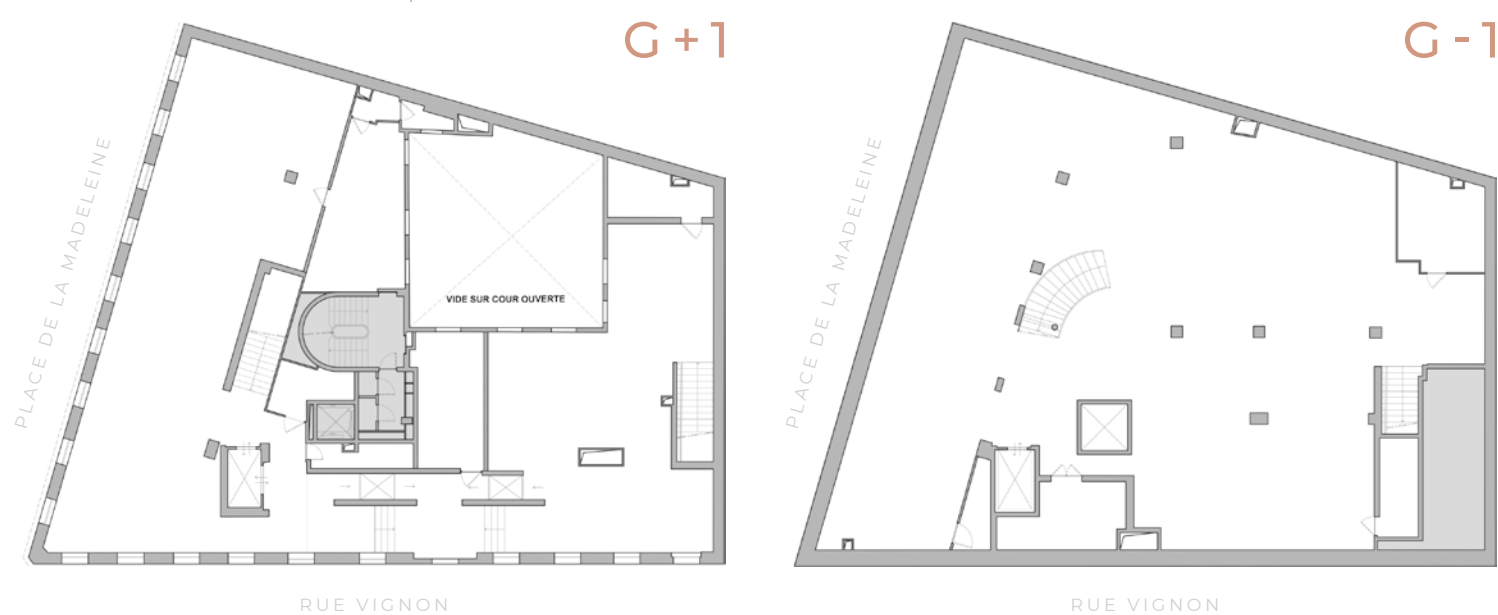 G + 1
PLACE DE LA MADELEINE
VIDE SUR COUR OUVERTE
RUE VIGNON
G - 1
PLACE DE LA MADELEINE
RUE VIGNON